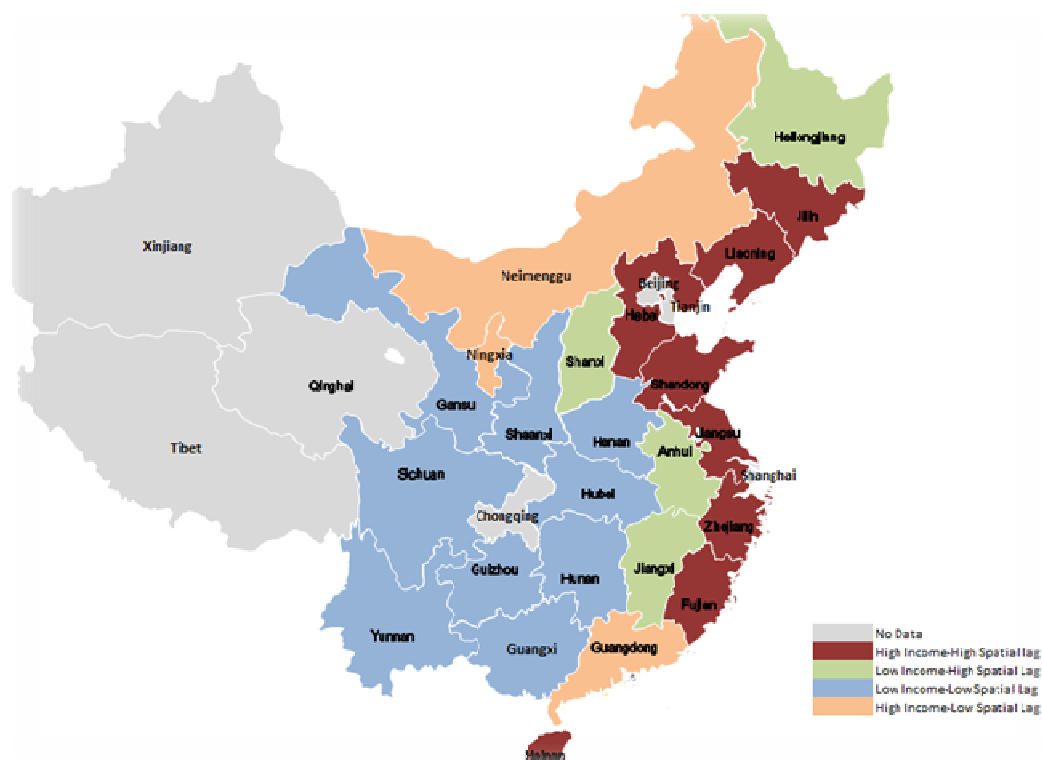 Heilongjiang
Jilin
Xinjiang
Liaoning
Neimenggu
Beijing
Tianjin
Hebei
Ningxia
Shanxi
Qinghai
Shandong
Gansu
Shaanxi
Jiangsu
Henan
Anhui
Tibet
Sichuan
Shanghai
Hubei
Chongqing
Zhejiang
Guizhou
Jiangxi
Hunan
Fujian
Yunnan
Guangxi
Guangdong
No Data
High Income-High Spatial lag
Low Income-High Spatial Lag
Low Income-Low Spatial Lag
High Income-Low Spatial Lag
Hainan